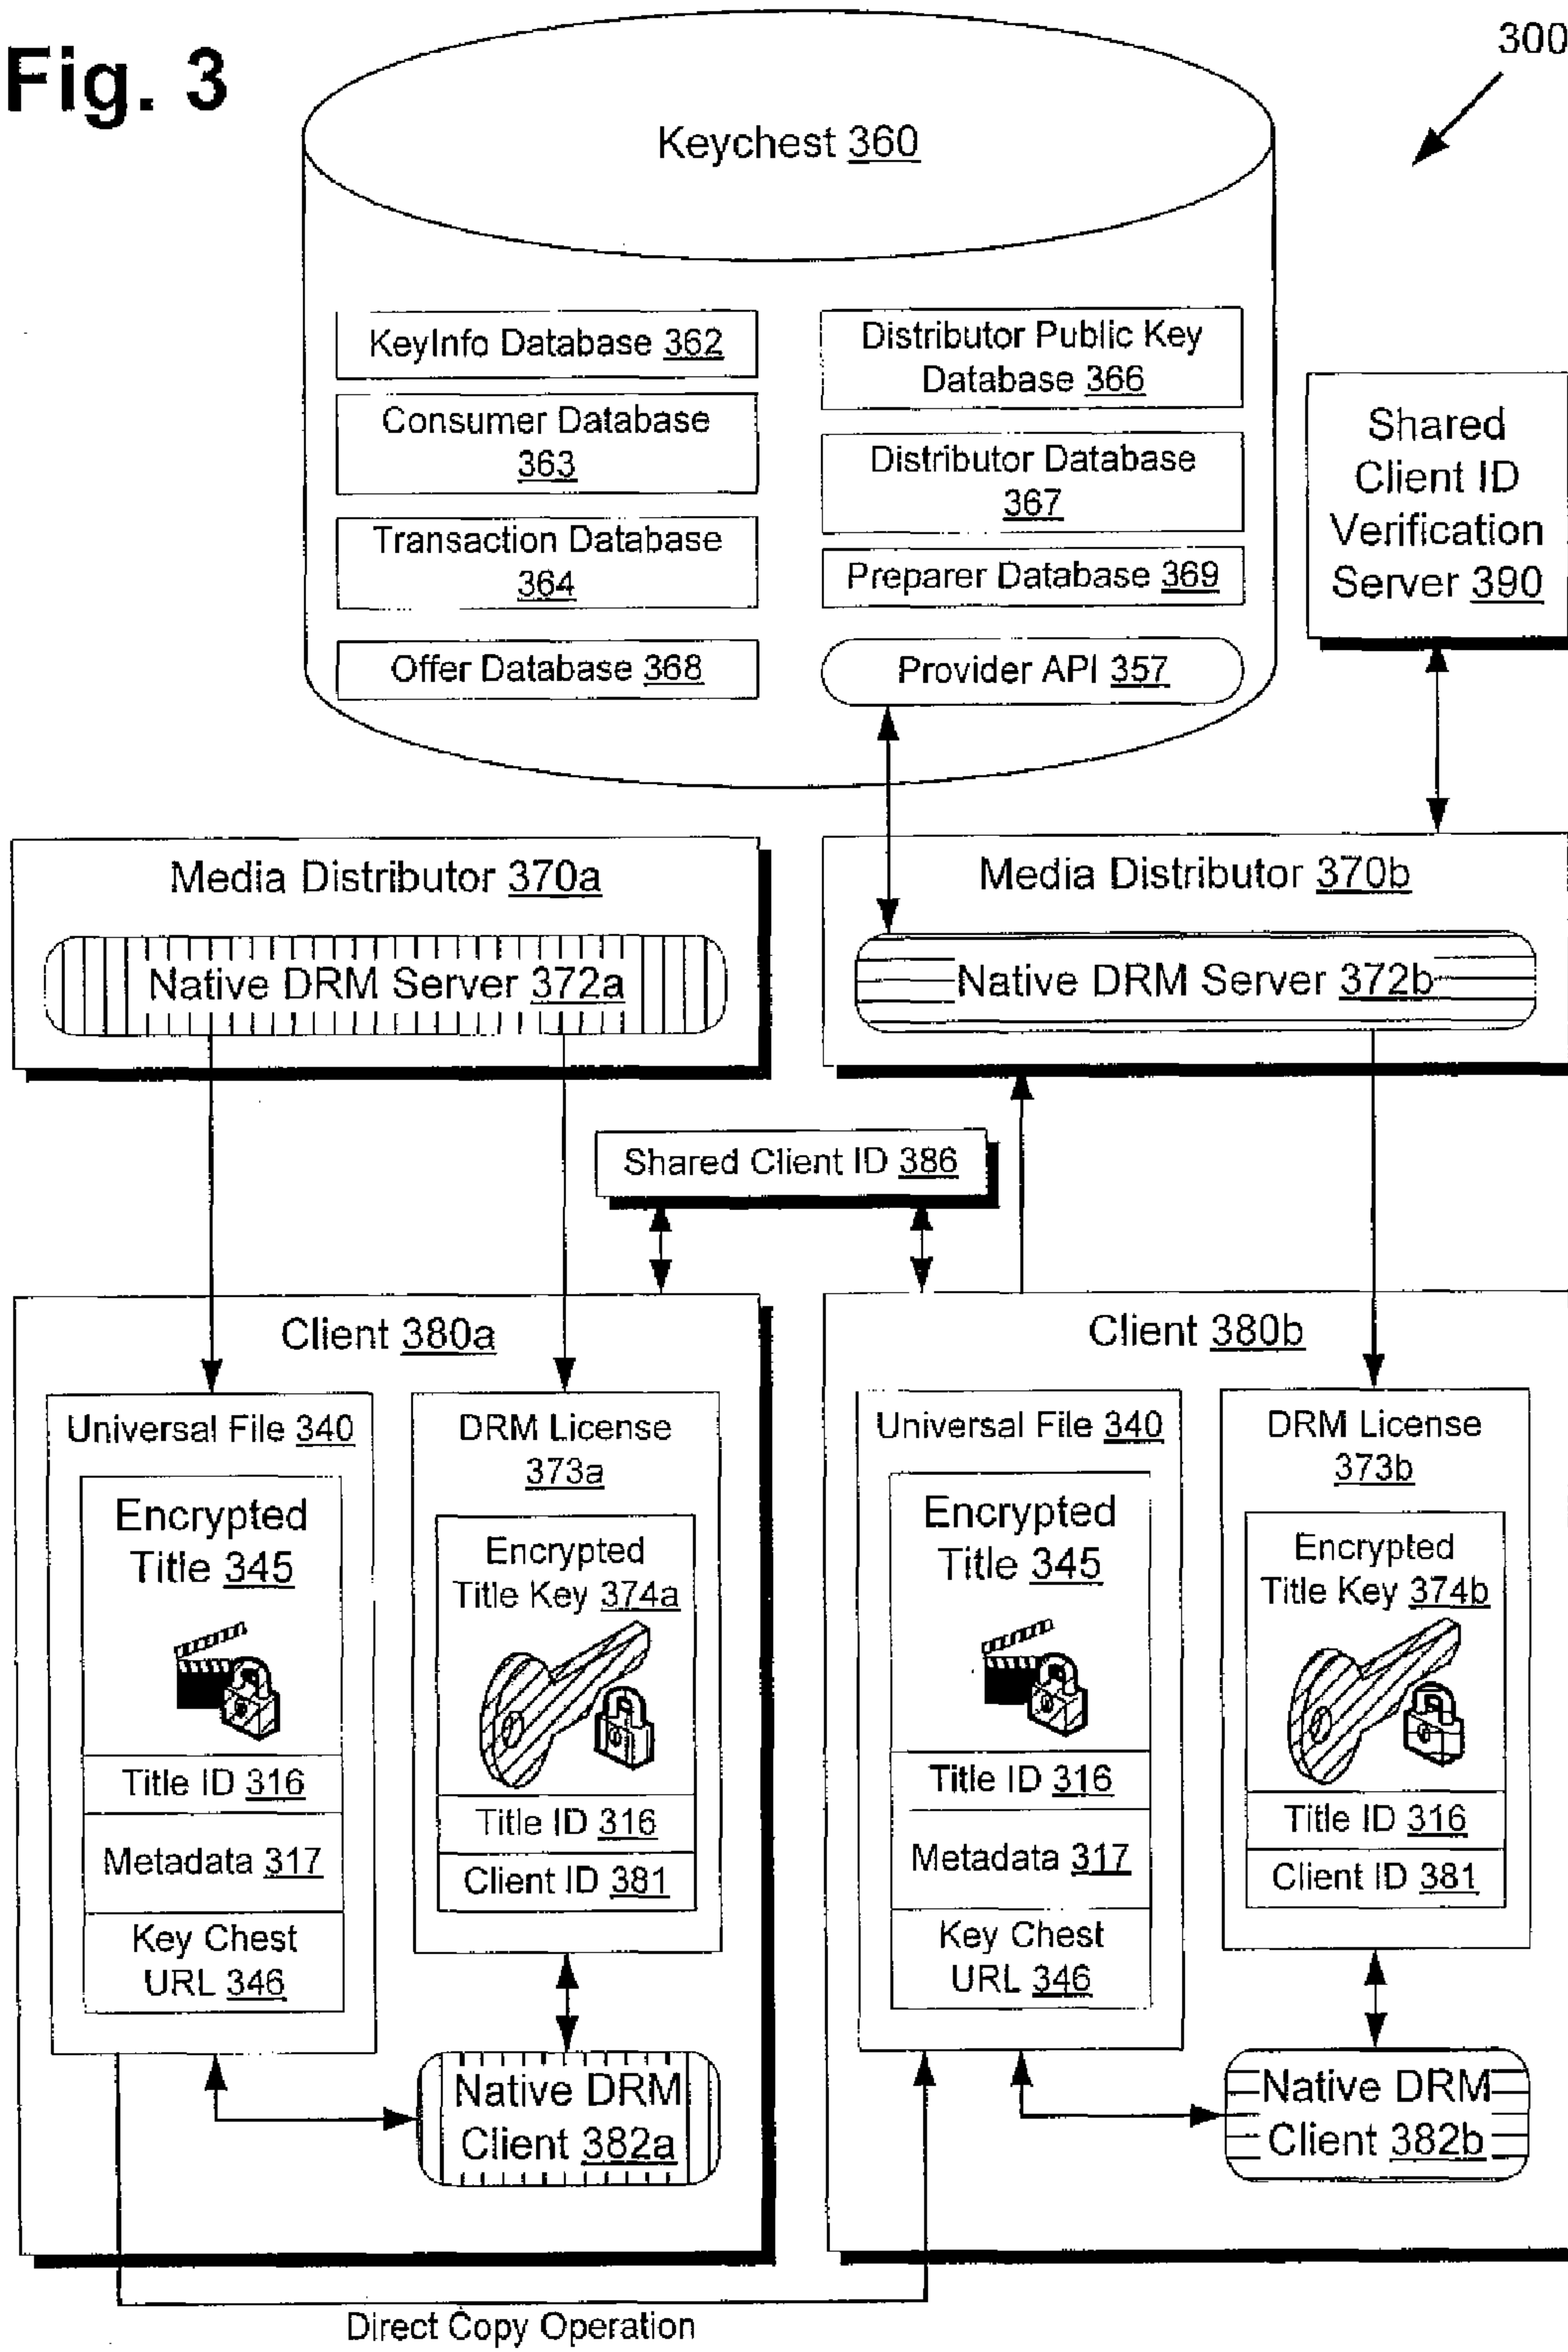 Fig. 3
300
Keychest 360
KeyInfo Database 362
Consumer Database
363
Transaction Database
364
Offer Database 368
Distributor Public Key
Database 366
Distributor Database
367
Preparer Database 369
Provider API 357
Shared
Client ID
Verification
Server 390
Media Distributor 370a
Native DRM Server 372a
Media Distributor 370b
Native DRM Server 372b
Shared Client ID 386
Client 380a
Universal File 340
Encrypted
Title 345
Title ID 316
Metadata 317
Key Chest
URL 346
DRM License
373a
Encrypted
Title Key 374a
Title ID 316
Client ID 381
Native DRM
Client 382a
Client 380b
Universal File 340
Encrypted
Title 345
Title ID 316
Metadata 317
Key Chest
URL 346
DRM License
373b
Encrypted
Title Key 374b
Title ID 316
Client ID 381
Native DRM
Client 382b
Direct Copy Operation